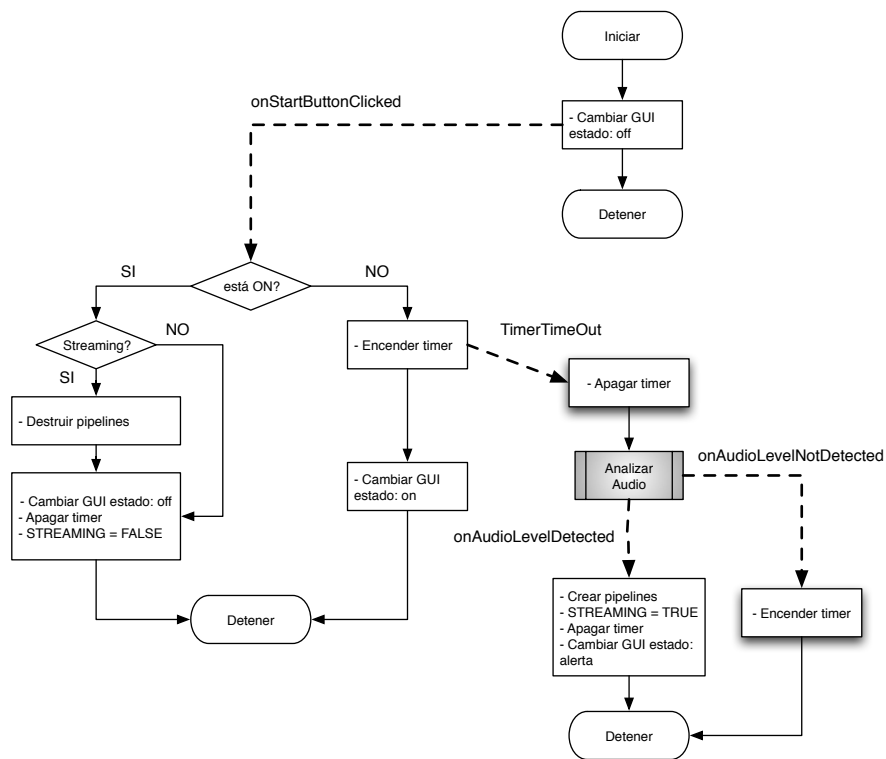 Iniciar
onStartButtonClicked
- Cambiar GUI
estado: off
Detener
SI
está ON?
NO
Streaming?
NO
- Encender timer
TimerTimeOut
- Apagar timer
SI
- Destruir pipelines
Analizar
Audio
onAudioLevelNotDetected
- Cambiar GUI
estado: on
- Cambiar GUI estado: off
- Apagar timer
- STREAMING = FALSE
onAudioLevelDetected
- Crear pipelines
- STREAMING = TRUE
- Apagar timer
- Cambiar GUI estado:
alerta
- Encender timer
Detener
Detener